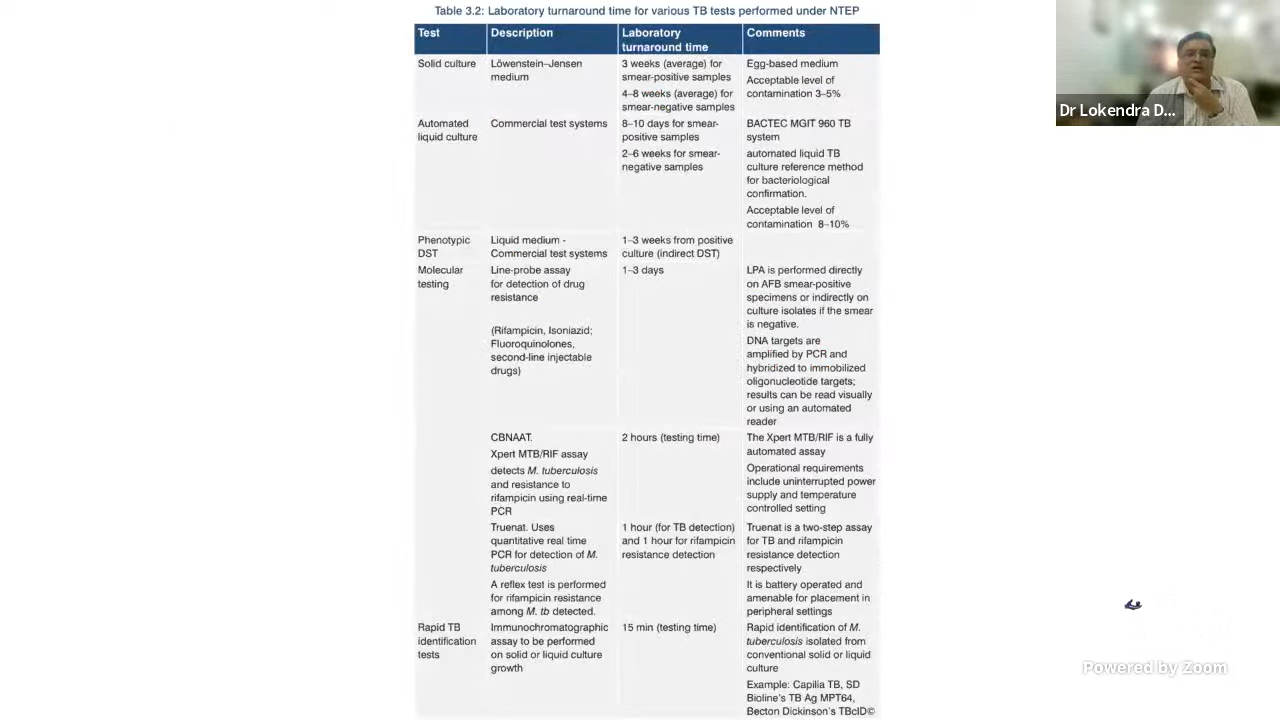 Table 3.2: Laboratory turnaround time for various TB tests performed under NTEP
Test
Description
Laboratory
turnaround time
Comments
Solid culture
Löwenstein–Jensen
medium
3 weeks (average) for
smear-positive samples
4–8 weeks (average) for
smear-negative samples
Egg-based medium
Acceptable level of
contamination 3–5%
Automated
liquid culture
Commercial test systems
8–10 days for smear-
positive samples
2–6 weeks for smear-
negative samples
BACTEC MGIT 960 TB
system
automated liquid TB
culture reference method
for bacteriological
confirmation.
Acceptable level of
contamination 8–10%
Phenotypic
DST
Liquid medium -
Commercial test systems
1–3 weeks from positive
culture (indirect DST)
Molecular
testing
Line-probe assay
for detection of drug
resistance
(Rifampicin, Isoniazid;
Fluoroquinolones,
second-line injectable
drugs)
1–3 days
LPA is performed directly
on AFB smear-positive
specimens or indirectly on
culture isolates if the smear
is negative.
DNA targets are
amplified by PCR and
hybridized to immobilized
oligonucleotide targets;
results can be read visually
or using an automated
reader
CBNAAT.
Xpert MTB/RIF assay
detects M. tuberculosis
and resistance to
rifampicin using real-time
PCR
2 hours (testing time)
The Xpert MTB/RIF is a fully
automated assay
Operational requirements
include uninterrupted power
supply and temperature
controlled setting
Truenat. Uses
quantitative real time
PCR for detection of M.
tuberculosis
A reflex test is performed
for rifampicin resistance
among M. tb detected.
1 hour (for TB detection)
and 1 hour for rifampicin
resistance detection
Truenat is a two-step assay
for TB and rifampicin
resistance detection
respectively
It is battery operated and
amenable for placement in
peripheral settings
Rapid TB
identification
tests
Immunochromatographic
assay to be performed
on solid or liquid culture
growth
15 min (testing time)
Rapid identification of M.
tuberculosis isolated from
conventional solid or liquid
culture
Example: Capilia TB, SD
Bioline's TB Ag MPT64,
Becton Dickinson's TBcID©
Dr Lokendra D...
Powered by Zoom